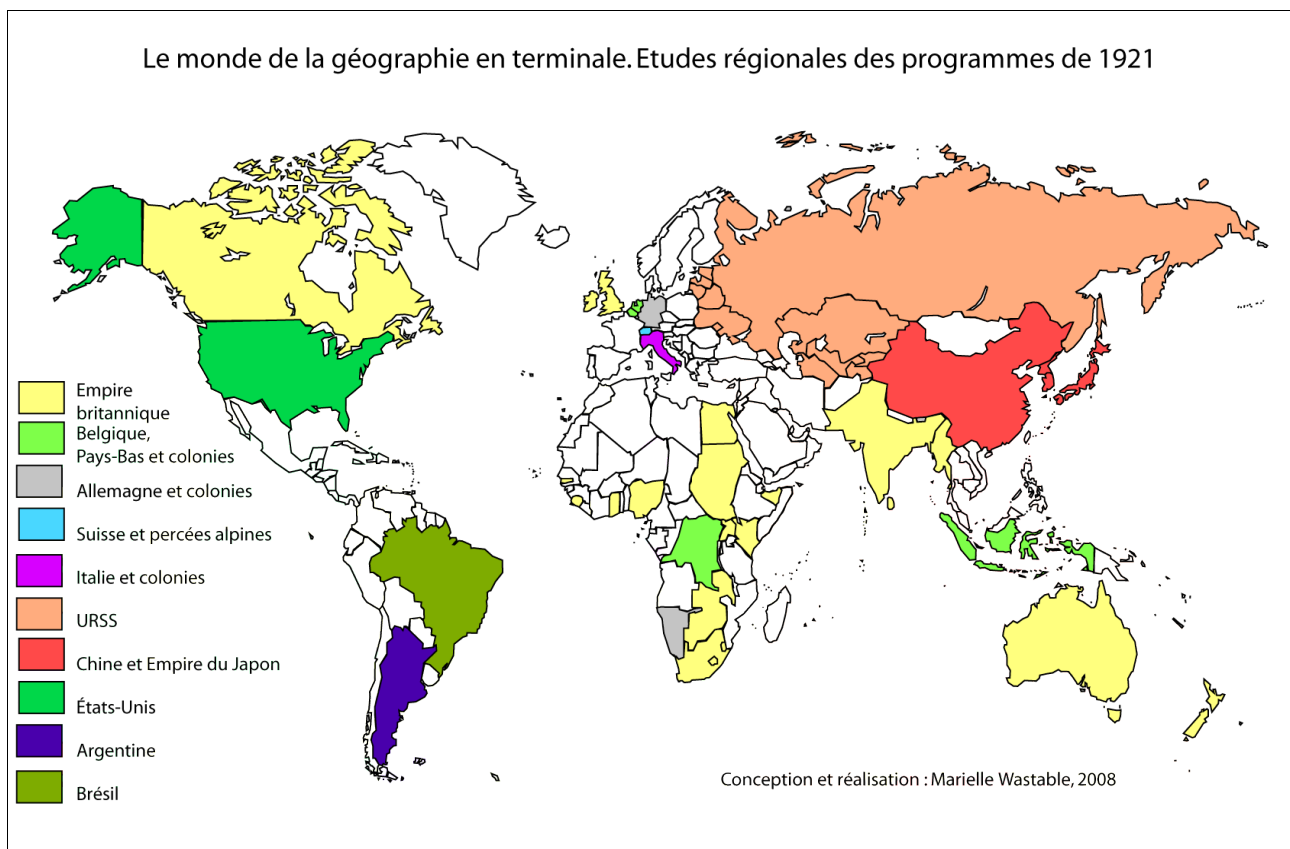 Le monde de la géographie en terminale. Etudes régionales des programmes de 1921
Empire
britannique
Belgique,
Pays-Bas et colonies
Allemagne et colonies
Suisse et percées alpines
Italie et colonies
URSS
Chine et Empire du Japon
États-Unis
Argentine
Brésil
Conception et réalisation : Marielle Wastable, 2008